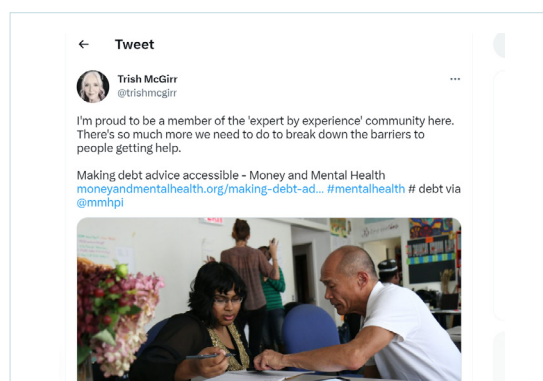 ← Tweet
Trish McGirr
@trishmcgirr
I'm proud to be a member of the 'expert by experience' community here.
There's so much more we need to do to break down the barriers to
people getting help.
Making debt advice accessible - Money and Mental Health
moneyandmentalhealth.org/making-debt-ad... #mentalhealth # debt via
@mmhpi